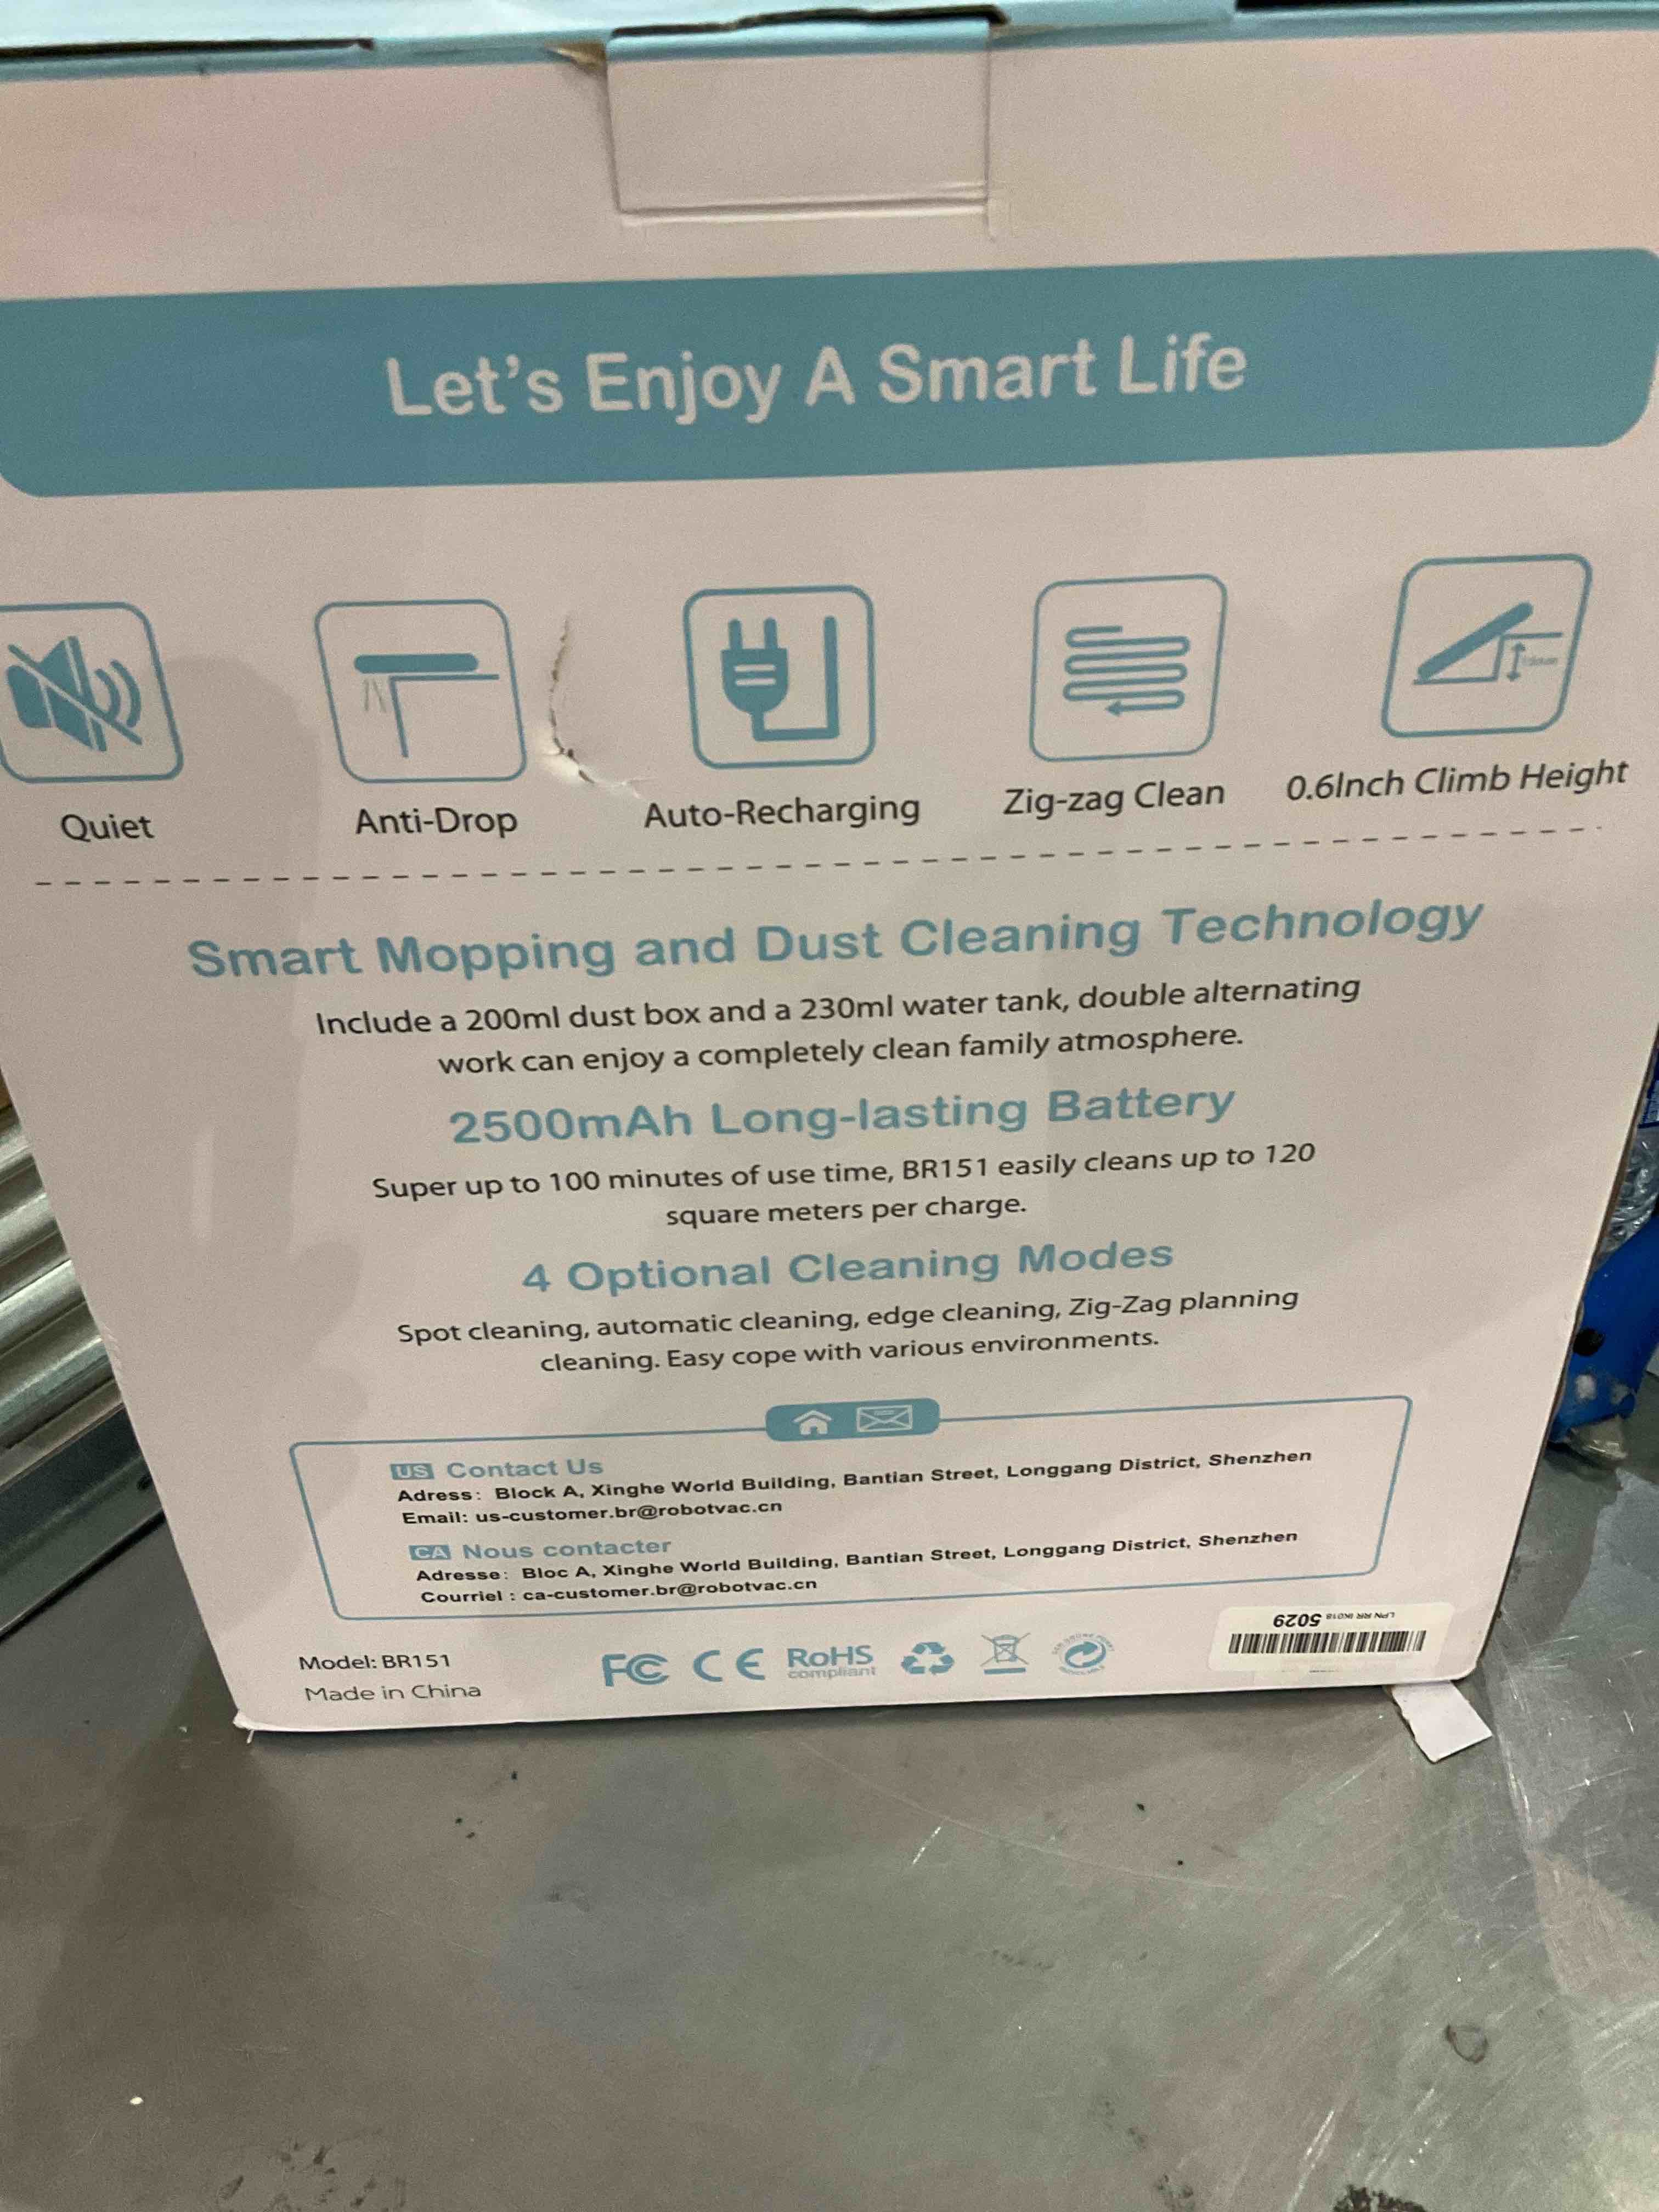 Let's Enjoy A Smart Life
Quiet
Anti-Drop
Auto-Recharging
Zig-zag Clean
0.6Inch Climb Height
Smart Mopping and Dust Cleaning Technology
Include a 200ml dust box and a 230ml water tank, double alternating
work can enjoy a completely clean family atmosphere.
2500mAh Long-lasting Battery
Super up to 100 minutes of use time, BR151 easily cleans up to 120
square meters per charge.
4 Optional Cleaning Modes
Spot cleaning, automatic cleaning, edge cleaning, Zig-Zag planning
cleaning. Easy cope with various environments.
US Contact Us
Adress: Block A, Xinghe World Building, Bantian Street, Longgang District, Shenzhen
Email: us-customer.br@robotvac.cn
CA Nous contacter
Adresse: Bloc A, Xinghe World Building, Bantian Street, Longgang District, Shenzhen
Courriel : ca-customer.br@robotvac.cn
Model: BR151
Made in China
FC CE RoHS
compliant
LPN RR IK018 5029